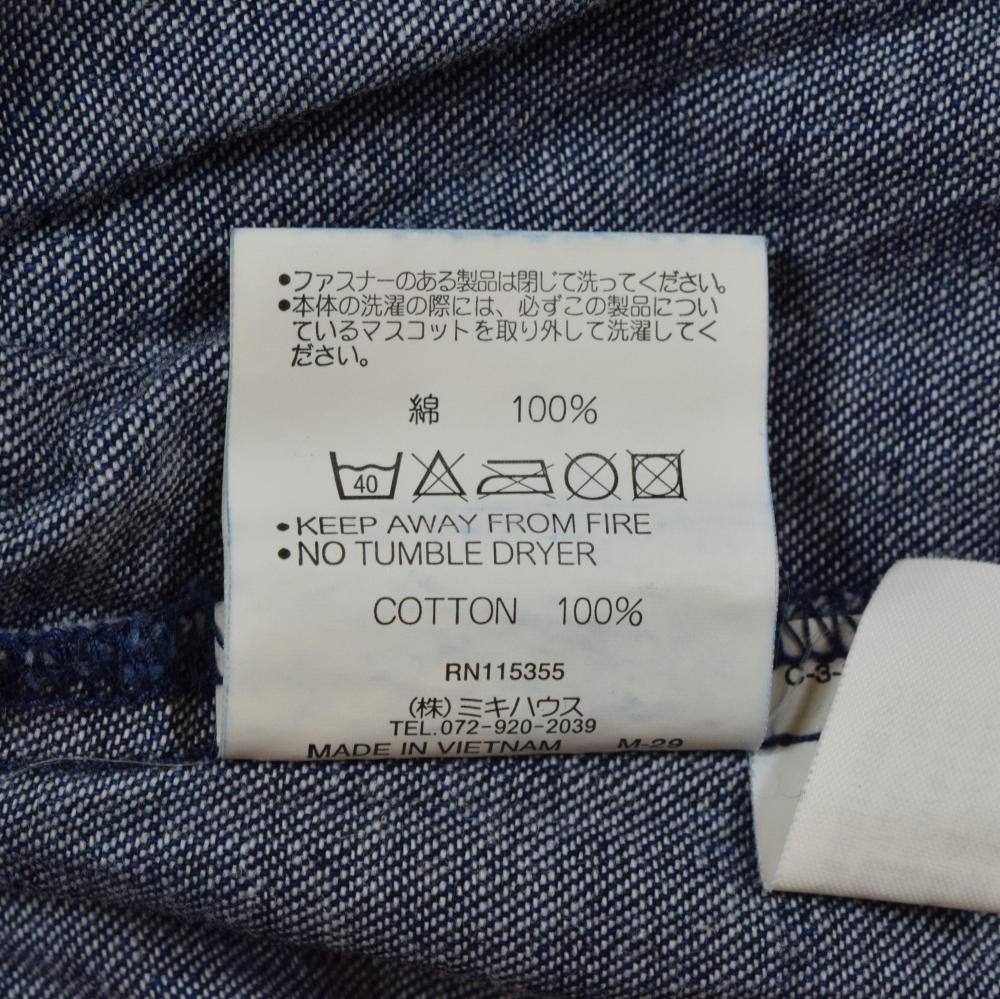 •ファスナーのある製品は閉じて洗ってください。
•本体の洗濯の際には、必ずこの製品につい
ているマスコットを取り外して洗濯してく
ださい。
綿 100%
40
•KEEP AWAY FROM FIRE
•NO TUMBLE DRYER
COTTON 100%
RN115355
(株)ミキハウス
TEL.072-920-2039
MADE IN VIETNAM M-29
C-3-